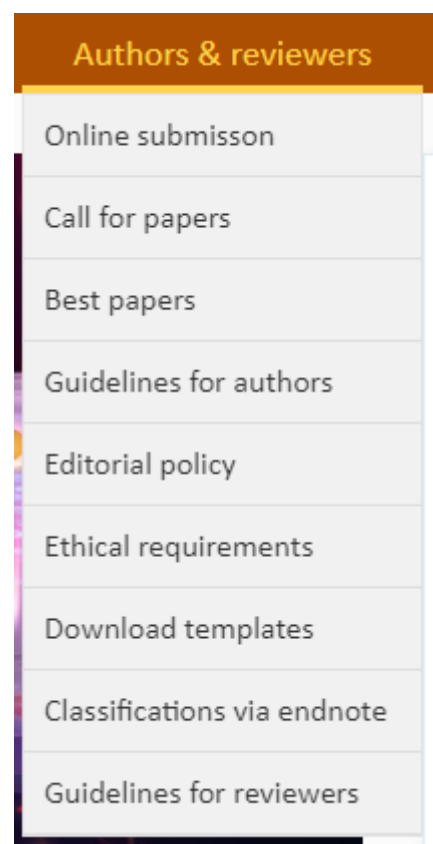 Authors & reviewers
Online submisson
Call for papers
Best papers
Guidelines for authors
Editorial policy
Ethical requirements
Download templates
Classifications via endnote
Guidelines for reviewers